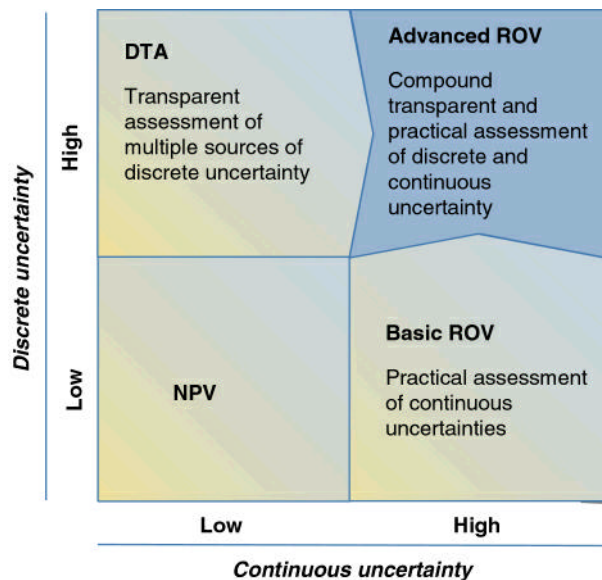 DTA
Transparent
assessment of
multiple sources of
discrete uncertainty
Advanced ROV
Compound
transparent and
practical assessment
of discrete and
continuous
uncertainty
High
Discrete uncertainty
Low
NPV
Basic ROV
Practical assessment
of continuous
uncertainties
Low
High
Continuous uncertainty